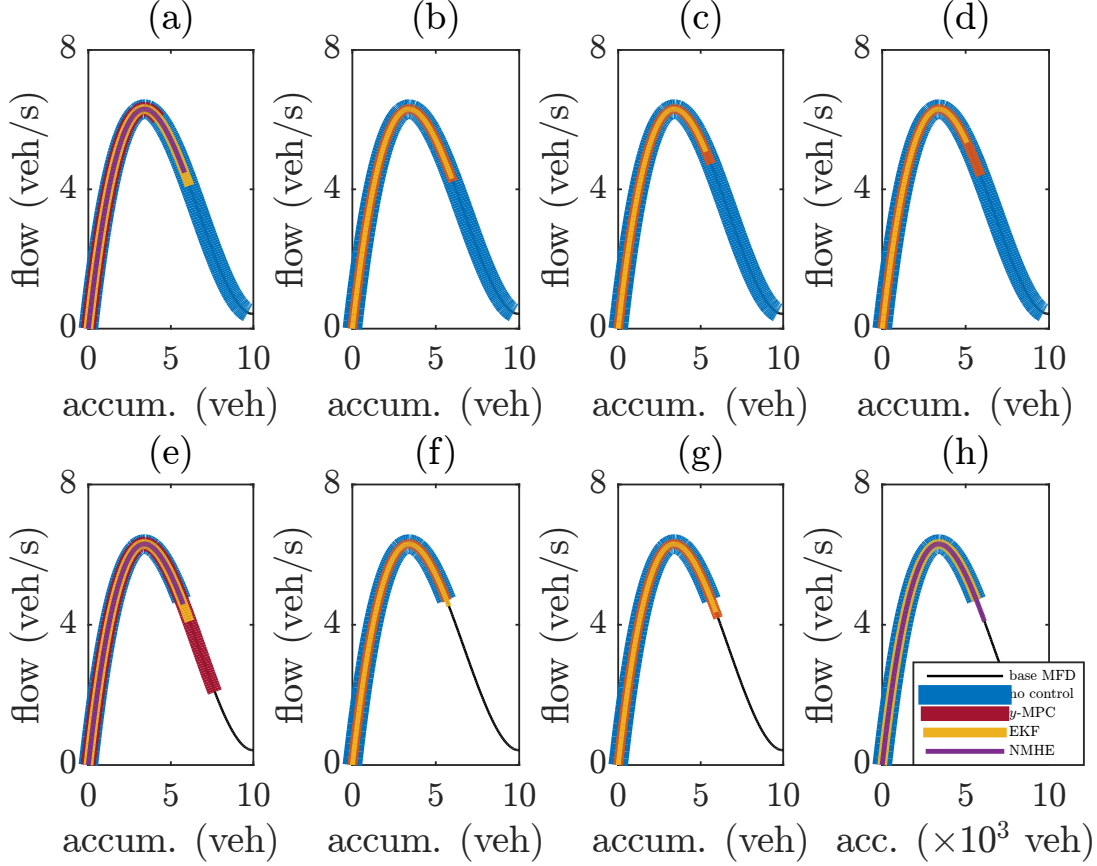 (a) (b) (c) (d)
8 8 8 8
flow (veh/s) flow (veh/s) flow (veh/s) flow (veh/s)
4 4 4 4
0 0 0 0
0 5 10 0 5 10 0 5 10 0 5 10
accum. (veh) accum. (veh) accum. (veh) accum. (veh)
(e) (f) (g) (h)
8 8 8 8
flow (veh/s) flow (veh/s) flow (veh/s) flow (veh/s)
4 4 4 4
base MFD
no control
y-MPC
EKF
NMHE
0 0 0 0
0 5 10 0 5 10 0 5 10 0 5 10
accum. (veh) accum. (veh) accum. (veh) acc. (×10³ veh)